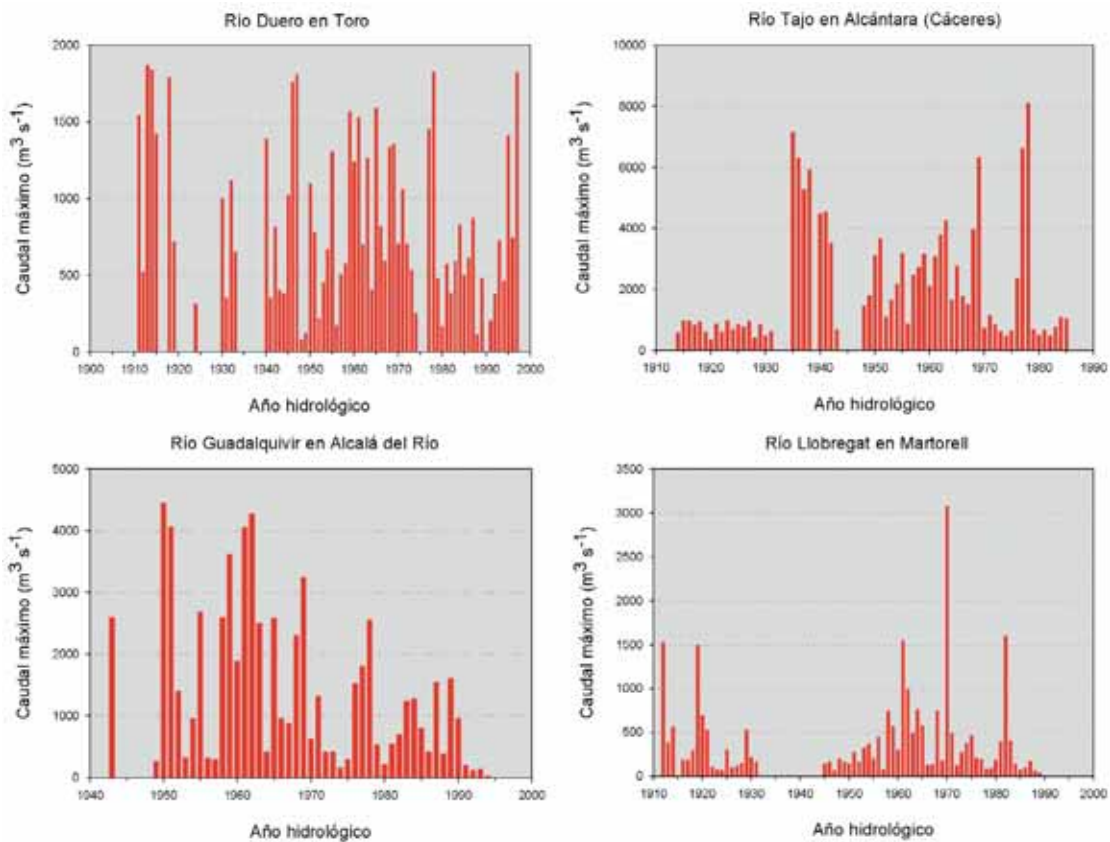 Río Duero en Toro
Caudal máximo (m³ s⁻¹)
2000
1500
1000
500
0
1900 1910 1920 1930 1940 1950 1960 1970 1980 1990 2000
Año hidrológico
Río Tajo en Alcántara (Cáceres)
Caudal máximo (m³ s⁻¹)
10000
8000
6000
4000
2000
0
1910 1920 1930 1940 1950 1960 1970 1980 1990
Año hidrológico
Río Guadalquivir en Alcalá del Río
Caudal máximo (m³ s⁻¹)
5000
4000
3000
2000
1000
0
1940 1950 1960 1970 1980 1990 2000
Año hidrológico
Río Llobregat en Martorell
Caudal máximo (m³ s⁻¹)
3500
3000
2500
2000
1500
1000
500
0
1910 1920 1930 1940 1950 1960 1970 1980 1990 2000
Año hidrológico